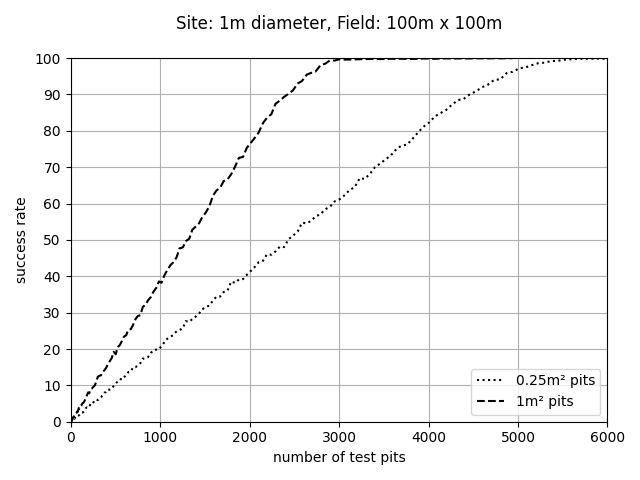 Site: 1m diameter, Field: 100m x 100m
100
90
80
70
60
50
40
30
20
10
0
success rate
0 1000 2000 3000 4000 5000 6000
number of test pits
0.25m² pits
1m² pits